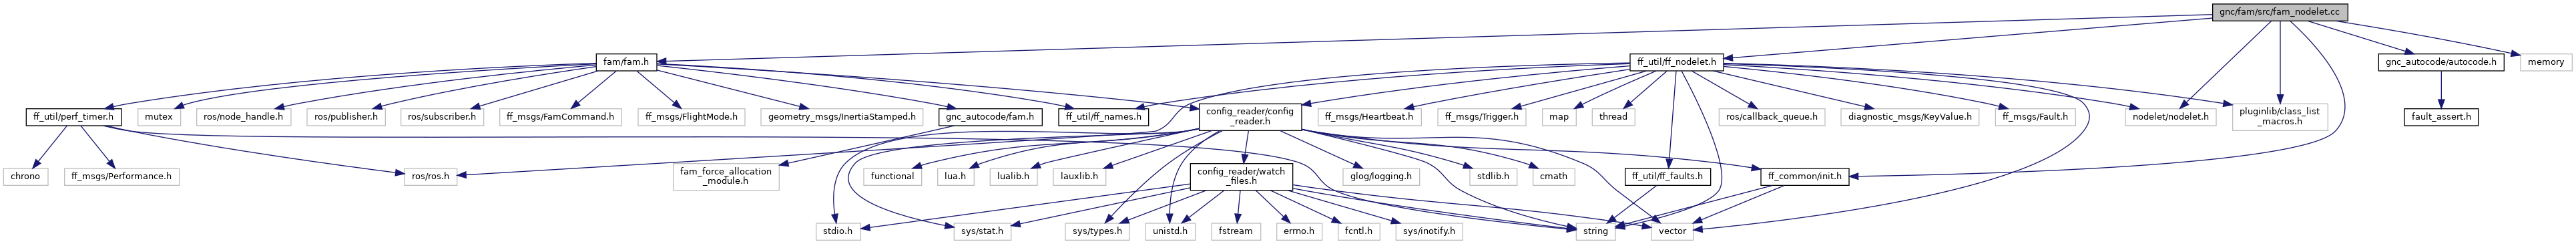 gnc/fam/src/fam_nodelet.cc
fam/fam.h
ff_util/ff_nodelet.h
gnc_autocode/autocode.h
memory
ff_util/perf_timer.h
mutex
ros/node_handle.h
ros/publisher.h
ros/subscriber.h
ff_msgs/FamCommand.h
ff_msgs/FlightMode.h
geometry_msgs/InertiaStamped.h
gnc_autocode/fam.h
ff_util/ff_names.h
config_reader/config
_reader.h
ff_msgs/Heartbeat.h
ff_msgs/Trigger.h
map
thread
ros/callback_queue.h
diagnostic_msgs/KeyValue.h
ff_msgs/Fault.h
nodelet/nodelet.h
pluginlib/class_list
_macros.h
fault_assert.h
chrono
ff_msgs/Performance.h
ros/ros.h
fam_force_allocation
_module.h
functional
lua.h
lualib.h
lauxlib.h
config_reader/watch
_files.h
glog/logging.h
stdlib.h
cmath
ff_util/ff_faults.h
ff_common/init.h
stdio.h
sys/stat.h
sys/types.h
unistd.h
fstream
errno.h
fcntl.h
sys/inotify.h
string
vector